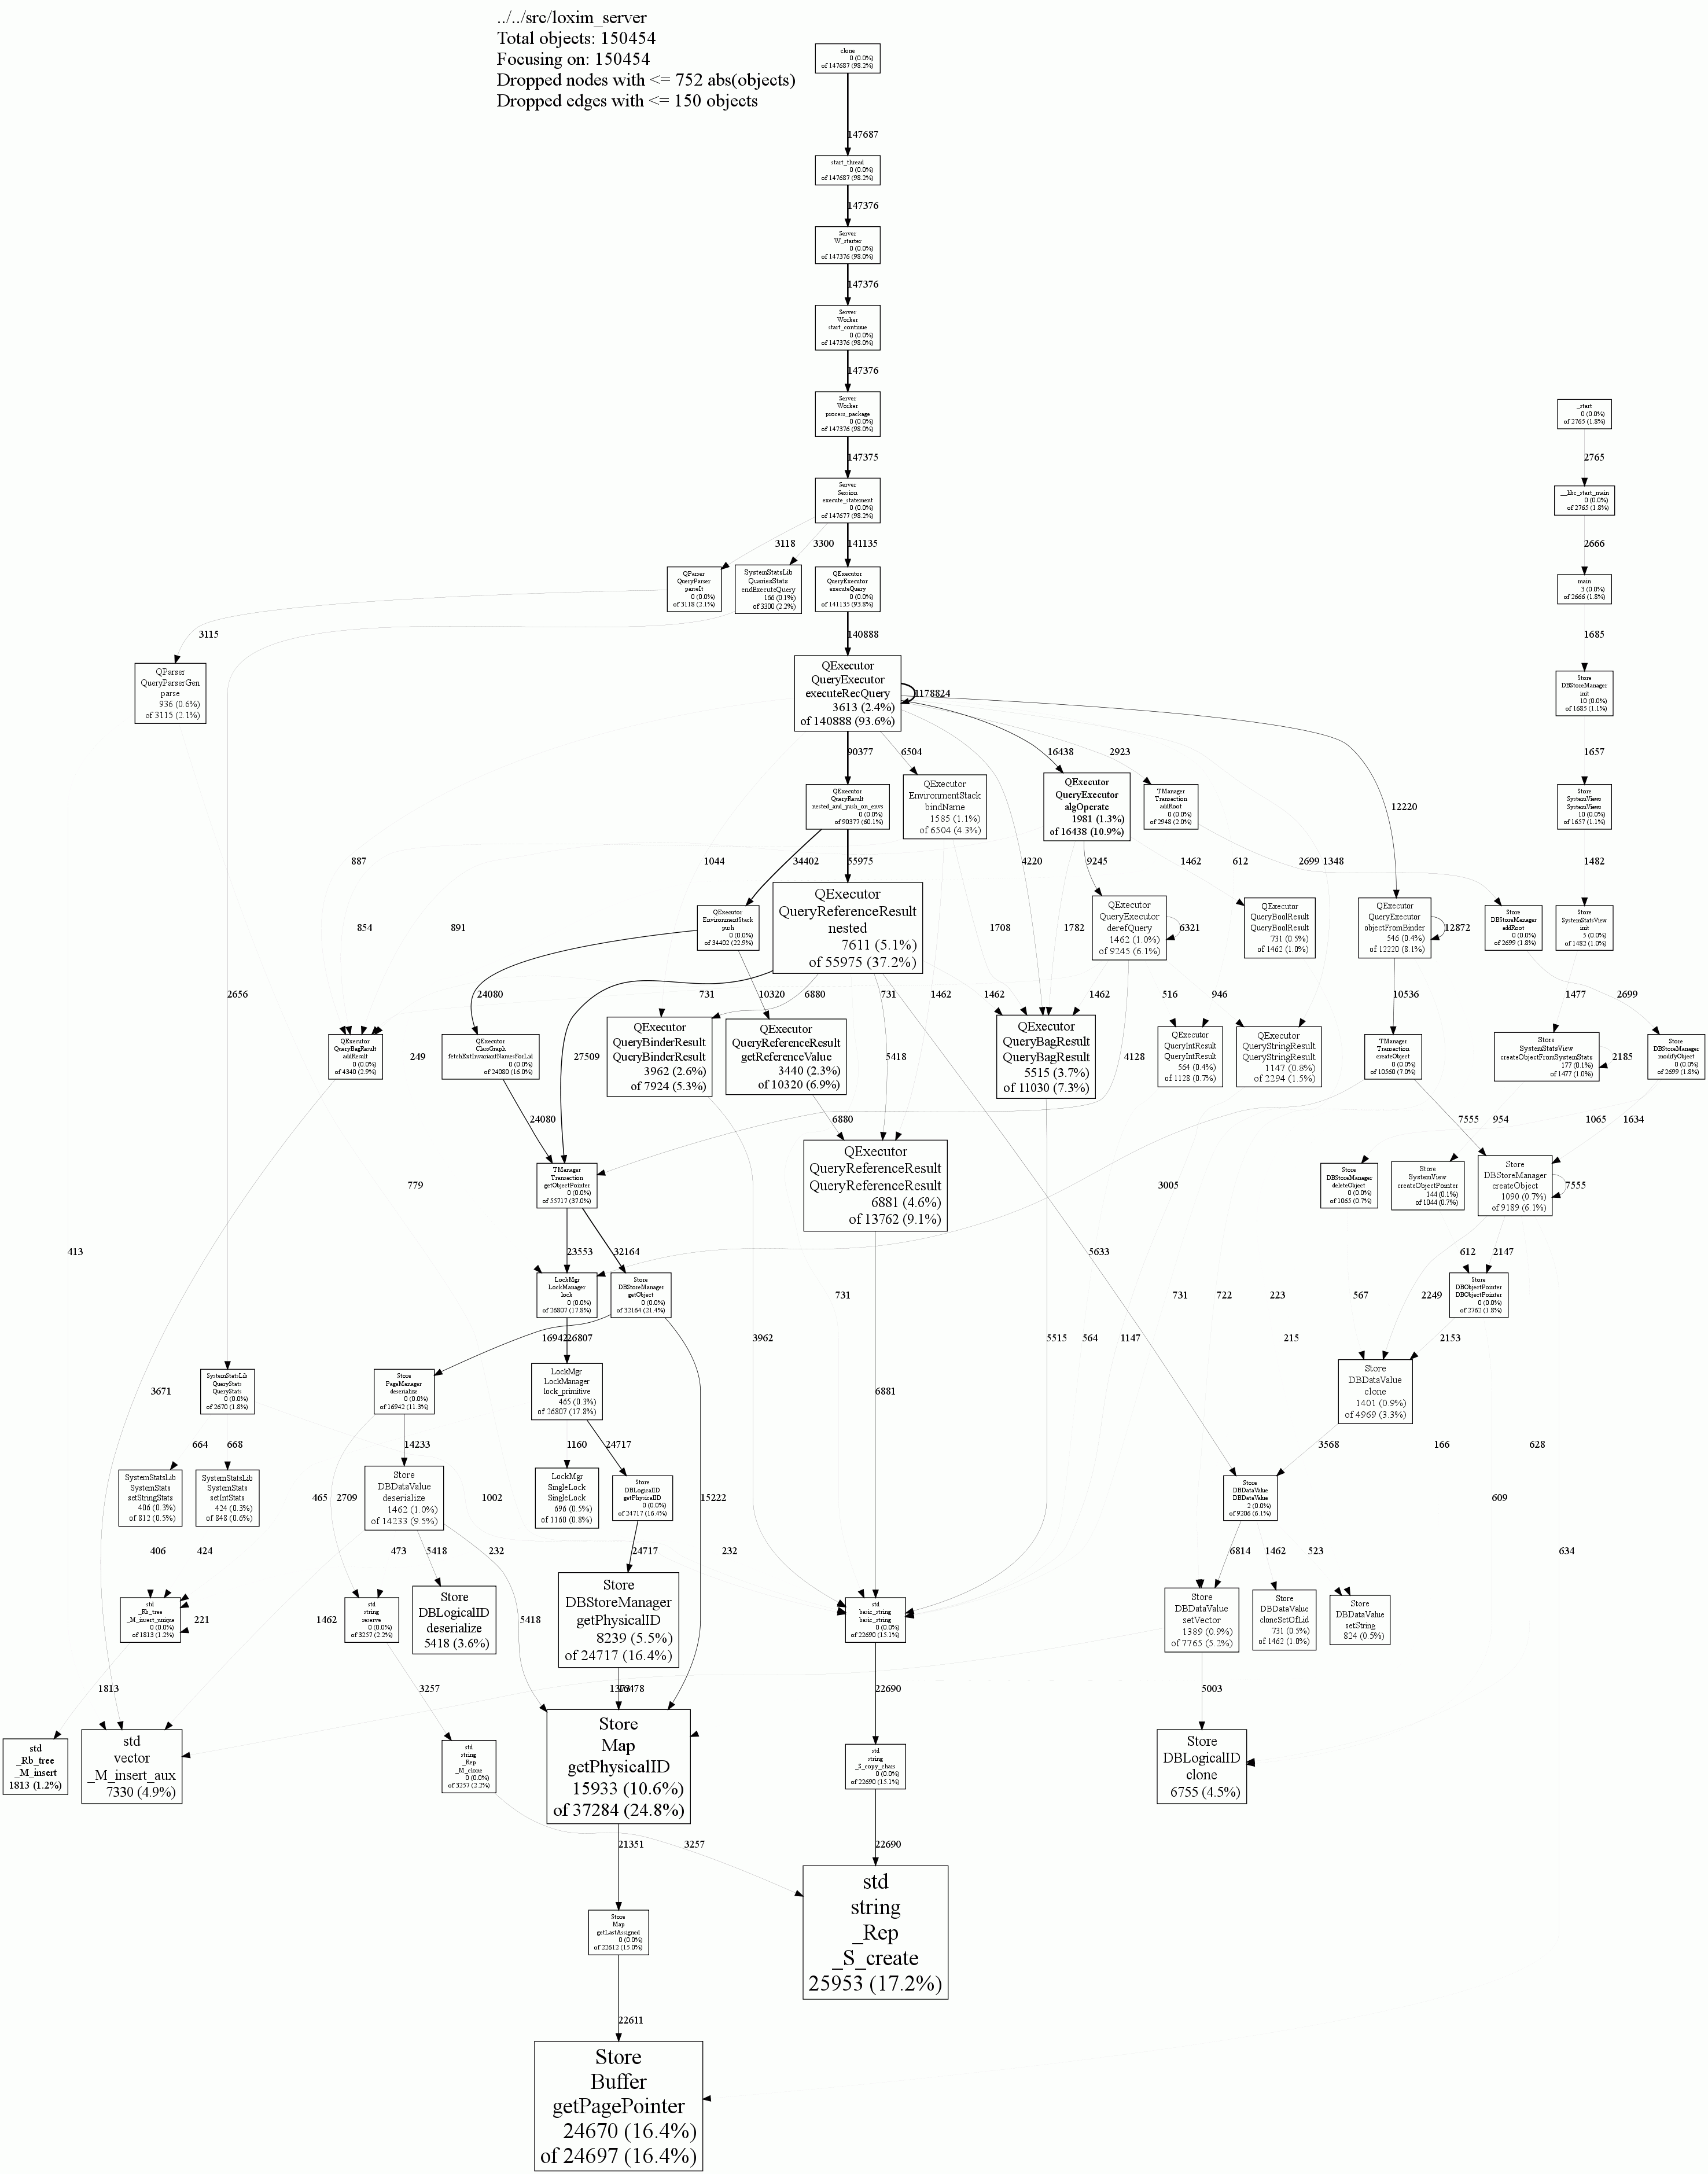 ../../src/loxim_server
Total objects: 150454
Focusing on: 150454
Dropped nodes with <= 752 abs(objects)
Dropped edges with <= 150 objects
clone
0 (0.0%)
of 147687 (98.2%)
147687
start_thread
0 (0.0%)
of 147687 (98.2%)
147376
Server
W_starter
0 (0.0%)
of 147376 (98.0%)
147376
Server
Worker
start_continue
0 (0.0%)
of 147376 (98.0%)
147376
Server
Worker
process_package
0 (0.0%)
of 147376 (98.0%)
_start
0 (0.0%)
of 2765 (1.8%)
147375
2765
Server
Session
execute_statement
0 (0.0%)
of 147677 (98.2%)
__libc_start_main
0 (0.0%)
of 2765 (1.8%)
3118
3300
141135
2666
QParser
QueryParser
parseIt
0 (0.0%)
of 3118 (2.1%)
SystemStatsLib
QueriesStats
endExecuteQuery
166 (0.1%)
of 3300 (2.2%)
QExecutor
QueryExecutor
executeQuery
0 (0.0%)
of 141135 (93.8%)
main
3 (0.0%)
of 2666 (1.8%)
3115
140888
1685
QParser
QueryParserGen
parse
936 (0.6%)
of 3115 (2.1%)
QExecutor
QueryExecutor
executeRecQuery
3613 (2.4%)
of 140888 (93.6%)
1178824
Store
DBStoreManager
init
10 (0.0%)
of 1685 (1.1%)
90377
6504
16438
2923
12220
1657
QExecutor
QueryResult
nested_and_push_on_envs
0 (0.0%)
of 90377 (60.1%)
QExecutor
EnvironmentStack
bindName
1585 (1.1%)
of 6504 (4.3%)
QExecutor
QueryExecutor
algOperate
1981 (1.3%)
of 16438 (10.9%)
TManager
Transaction
addRoot
0 (0.0%)
of 2948 (2.0%)
Store
SystemViews
SystemViews
10 (0.0%)
of 1657 (1.1%)
887
1044
34402
55975
4220
9245
1462
612
2699
1348
1482
QExecutor
EnvironmentStack
push
0 (0.0%)
of 34402 (22.9%)
QExecutor
QueryReferenceResult
nested
7611 (5.1%)
of 55975 (37.2%)
QExecutor
QueryExecutor
derefQuery
1462 (1.0%)
of 9245 (6.1%)
6321
QExecutor
QueryBoolResult
QueryBoolResult
731 (0.5%)
of 1462 (1.0%)
QExecutor
QueryExecutor
objectFromBinder
546 (0.4%)
of 12220 (8.1%)
12872
Store
DBStoreManager
addRoot
0 (0.0%)
of 2699 (1.8%)
Store
SystemStatsView
init
5 (0.0%)
of 1482 (1.0%)
854
891
1708
1782
2656
24080
731
10320
6880
731
1462
1462
1462
516
946
10536
1477
2699
QExecutor
QueryBagResult
addResult
0 (0.0%)
of 4340 (2.9%)
249
QExecutor
ClassGraph
fetchExtInvariantNamesForLid
0 (0.0%)
of 24080 (16.0%)
27509
QExecutor
QueryBinderResult
QueryBinderResult
3962 (2.6%)
of 7924 (5.3%)
QExecutor
QueryReferenceResult
getReferenceValue
3440 (2.3%)
of 10320 (6.9%)
5418
QExecutor
QueryBagResult
QueryBagResult
5515 (3.7%)
of 11030 (7.3%)
4128
QExecutor
QueryIntResult
QueryIntResult
564 (0.4%)
of 1128 (0.7%)
QExecutor
QueryStringResult
QueryStringResult
1147 (0.8%)
of 2294 (1.5%)
TManager
Transaction
createObject
0 (0.0%)
of 10560 (7.0%)
Store
SystemStatsView
createObjectFromSystemStats
177 (0.1%)
of 1477 (1.0%)
2185
Store
DBStoreManager
modifyObject
0 (0.0%)
of 2699 (1.8%)
24080
6880
7555
954
1065
1634
779
TManager
Transaction
getObjectPointer
0 (0.0%)
of 55717 (37.0%)
QExecutor
QueryReferenceResult
QueryReferenceResult
6881 (4.6%)
of 13762 (9.1%)
3005
Store
DBStoreManager
deleteObject
0 (0.0%)
of 1065 (0.7%)
Store
SystemView
createObjectPointer
144 (0.1%)
of 1044 (0.7%)
Store
DBStoreManager
createObject
1090 (0.7%)
of 9189 (6.1%)
7555
413
23553
32164
5633
612
2147
LockMgr
LockManager
lock
0 (0.0%)
of 26807 (17.8%)
Store
DBStoreManager
getObject
0 (0.0%)
of 32164 (21.4%)
731
731
722
223
567
2249
Store
DBObjectPointer
DBObjectPointer
0 (0.0%)
of 2762 (1.8%)
16942
26807
3962
5515
564
1147
215
2153
3671
SystemStatsLib
QueryStats
QueryStats
0 (0.0%)
of 2670 (1.8%)
Store
PageManager
deserialize
0 (0.0%)
of 16942 (11.3%)
LockMgr
LockManager
lock_primitive
465 (0.3%)
of 26807 (17.8%)
6881
Store
DBDataValue
clone
1401 (0.9%)
of 4969 (3.3%)
664
668
14233
1160
24717
3568
166
628
SystemStatsLib
SystemStats
setStringStats
406 (0.3%)
of 812 (0.5%)
SystemStatsLib
SystemStats
setIntStats
424 (0.3%)
of 848 (0.6%)
465
2709
Store
DBDataValue
deserialize
1462 (1.0%)
of 14233 (9.5%)
1002
LockMgr
SingleLock
SingleLock
696 (0.5%)
of 1160 (0.8%)
Store
DBLogicalID
getPhysicalID
0 (0.0%)
of 24717 (16.4%)
15222
Store
DBDataValue
DBDataValue
2 (0.0%)
of 9206 (6.1%)
609
406
424
473
5418
232
24717
232
6814
1462
523
634
std
_Rb_tree
_M_insert_unique
0 (0.0%)
of 1813 (1.2%)
221
1462
std
string
reserve
0 (0.0%)
of 3257 (2.2%)
Store
DBLogicalID
deserialize
5418 (3.6%)
5418
Store
DBStoreManager
getPhysicalID
8239 (5.5%)
of 24717 (16.4%)
std
basic_string
basic_string
0 (0.0%)
of 22690 (15.1%)
Store
DBDataValue
setVector
1389 (0.9%)
of 7765 (5.2%)
Store
DBDataValue
cloneSetOfLid
731 (0.5%)
of 1462 (1.0%)
Store
DBDataValue
setString
824 (0.5%)
1813
3257
22690
5003
std
_Rb_tree
_M_insert
1813 (1.2%)
std
vector
_M_insert_aux
7330 (4.9%)
std
string
_Rep
_M_clone
0 (0.0%)
of 3257 (2.2%)
Store
Map
getPhysicalID
15933 (10.6%)
of 37284 (24.8%)
std
string
_S_copy_chars
0 (0.0%)
of 22690 (15.1%)
Store
DBLogicalID
clone
6755 (4.5%)
21351
3257
22690
Store
Map
getLastAssigned
0 (0.0%)
of 22612 (15.0%)
std
string
_Rep
_S_create
25953 (17.2%)
22611
Store
Buffer
getPagePointer
24670 (16.4%)
of 24697 (16.4%)